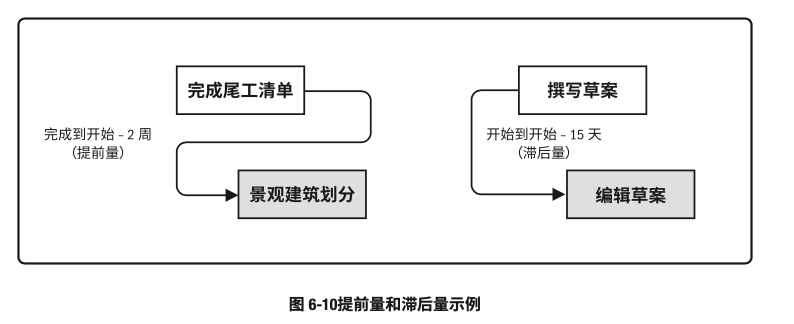 完成尾工清单
撰写草案
完成到开始 – 2 周
（提前量）
开始到开始 – 15 天
（滞后量）
景观建筑划分
编辑草案
图 6-10提前量和滞后量示例